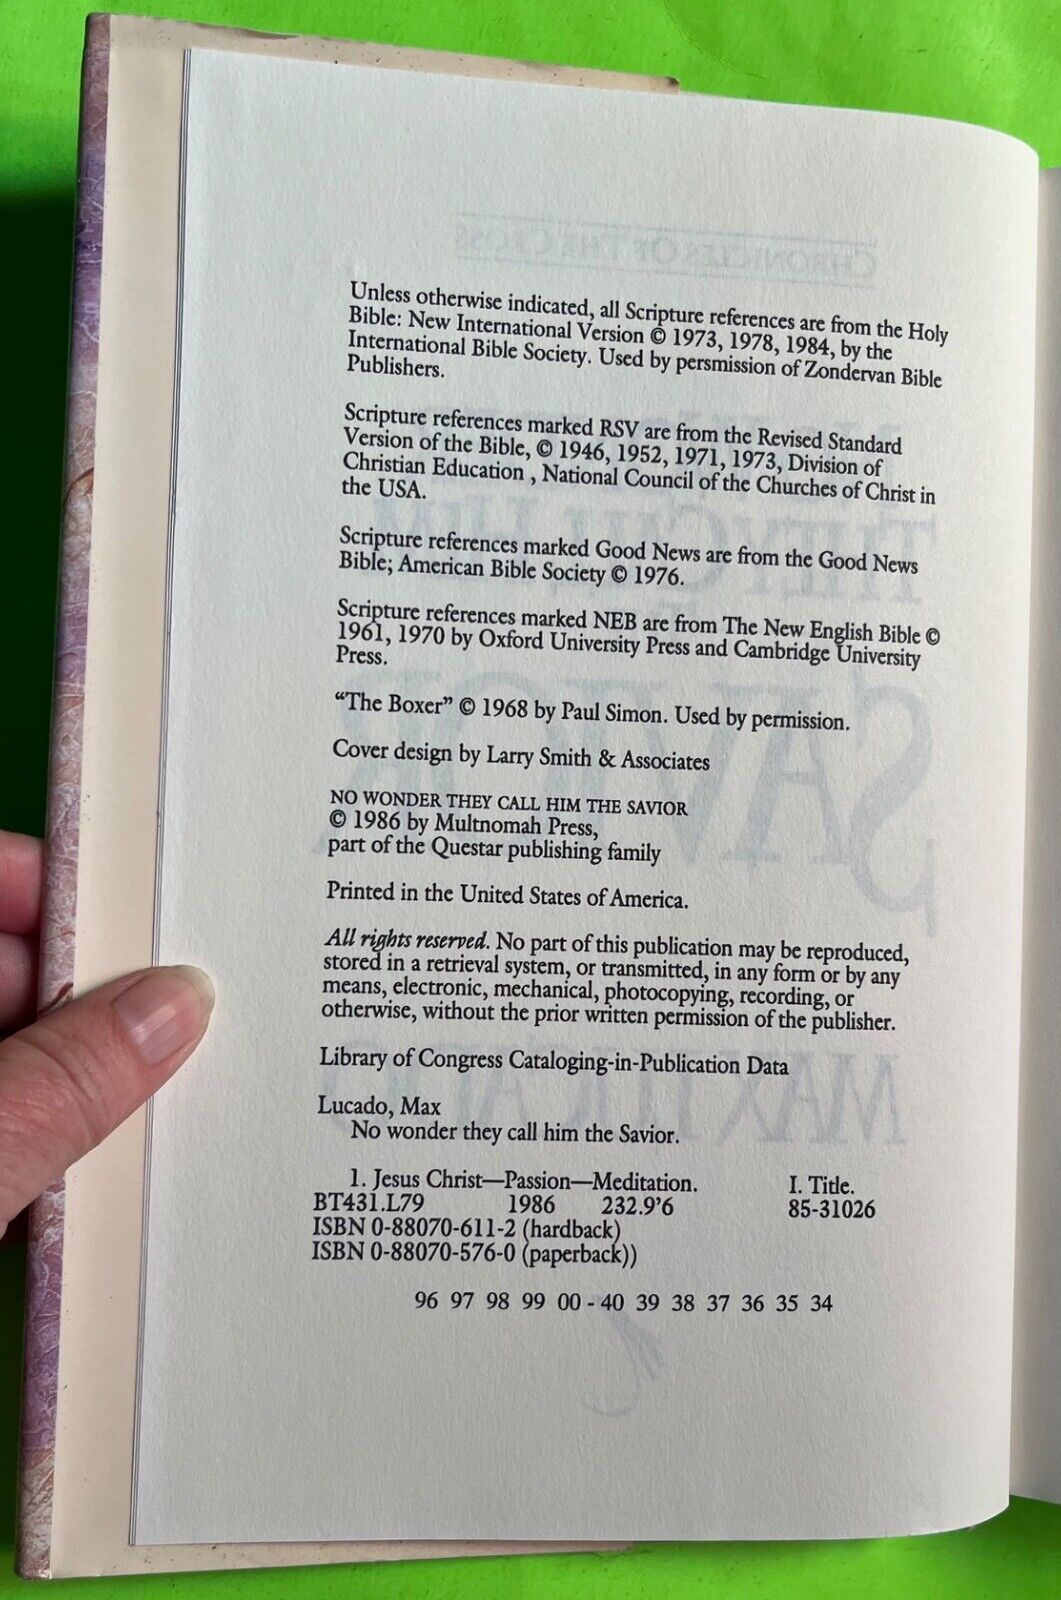 Unless otherwise indicated, all Scripture references are from the Holy
Bible: New International Version © 1973, 1978, 1984, by the
International Bible Society. Used by persmission of Zondervan Bible
Publishers.
Scripture references marked RSV are from the Revised Standard
Version of the Bible, © 1946, 1952, 1971, 1973, Division of
Christian Education , National Council of the Churches of Christ in
the USA.
Scripture references marked Good News are from the Good News
Bible; American Bible Society © 1976.
Scripture references marked NEB are from The New English Bible ©
1961, 1970 by Oxford University Press and Cambridge University
Press.
“The Boxer” © 1968 by Paul Simon. Used by permission.
Cover design by Larry Smith & Associates
NO WONDER THEY CALL HIM THE SAVIOR
© 1986 by Multnomah Press,
part of the Questar publishing family
Printed in the United States of America.
All rights reserved. No part of this publication may be reproduced,
stored in a retrieval system, or transmitted, in any form or by any
means, electronic, mechanical, photocopying, recording, or
otherwise, without the prior written permission of the publisher.
Library of Congress Cataloging-in-Publication Data
Lucado, Max
No wonder they call him the Savior.
1. Jesus Christ—Passion—Meditation. I. Title.
BT431.L79 1986 232.9’6 85-31026
ISBN 0-88070-611-2 (hardback)
ISBN 0-88070-576-0 (paperback))
96 97 98 99 00 - 40 39 38 37 36 35 34